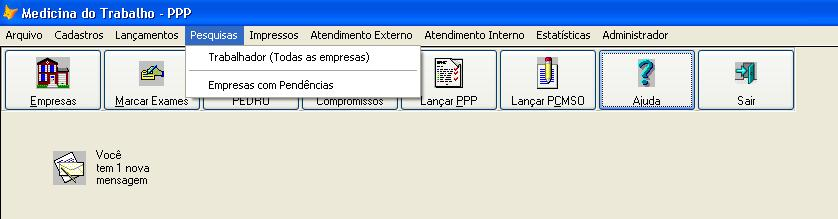 Medicina do Trabalho - PPP
Arquivo Cadastros Lançamentos Pesquisas Impressos Atendimento Externo Atendimento Interno Estatísticas Administrador
Trabalhador (Todas as empresas)
Empresas com Pendências
Empresas Marcar Exames PEDRO Compromissos Lançar PPP Lançar PCMSO Ajuda Sair
Você
tem 1 nova
mensagem